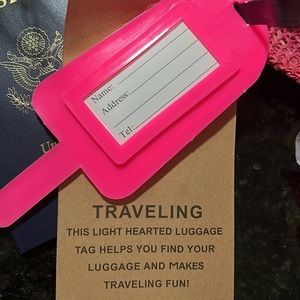 Name:
Address:
Tel:
TRAVELING
THIS LIGHT HEARTED LUGGAGE
TAG HELPS YOU FIND YOUR
LUGGAGE AND MAKES
TRAVELING FUN!